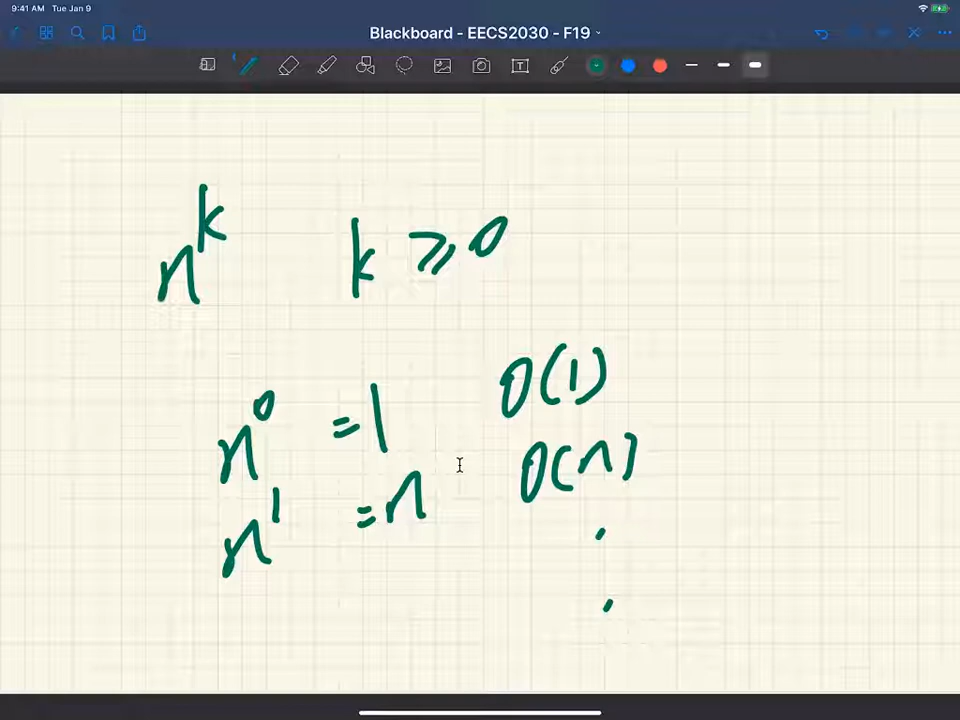 9:41 AM Tue Jan 9
Blackboard - EECS2030 - F19
n^k k ≥ 0
n^0 = 1 O(1)
n^1 = n O(n)
.
.